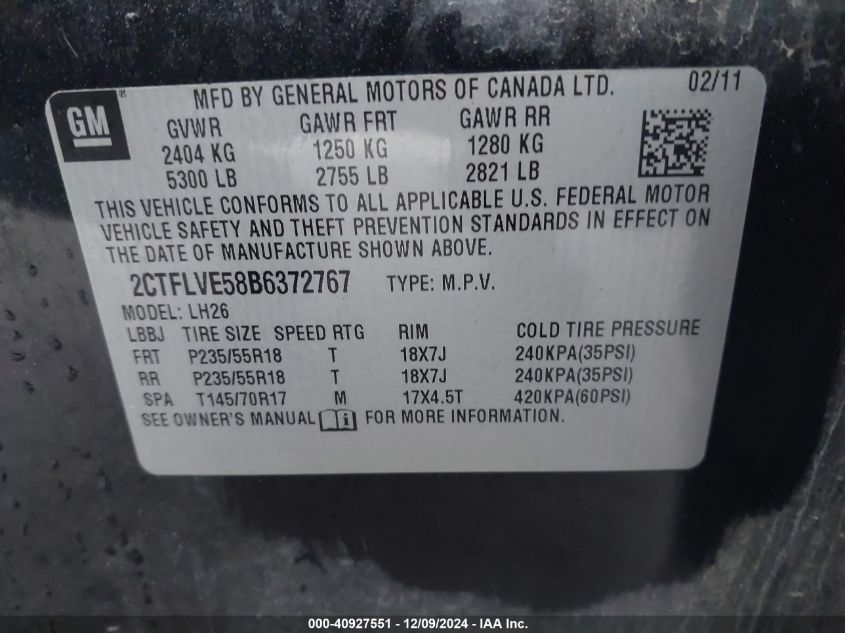 GM
MFD BY GENERAL MOTORS OF CANADA LTD. 02/11
GVWR GAWR FRT GAWR RR
2404 KG 1250 KG 1280 KG
5300 LB 2755 LB 2821 LB
THIS VEHICLE CONFORMS TO ALL APPLICABLE U.S. FEDERAL MOTOR
VEHICLE SAFETY AND THEFT PREVENTION STANDARDS IN EFFECT ON
THE DATE OF MANUFACTURE SHOWN ABOVE.
2CTFLVE58B6372767 TYPE: M.P.V.
MODEL: LH26
LBBJ TIRE SIZE SPEED RTG RIM COLD TIRE PRESSURE
FRT P235/55R18 T 18X7J 240KPA(35PSI)
RR P235/55R18 T 18X7J 240KPA(35PSI)
SPA T145/70R17 M 17X4.5T 420KPA(60PSI)
SEE OWNER'S MANUAL i FOR MORE INFORMATION.
000-40927551 - 12/09/2024 - IAA Inc.